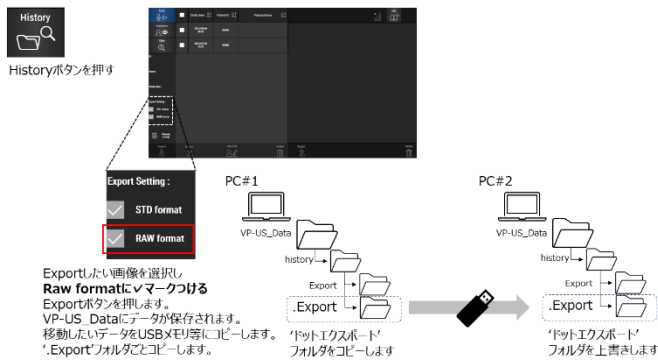 History
Historyボタンを押す
Export Setting :
STD format
RAW format
Exportしたい画像を選択し
Raw formatに✓マークつける
Exportボタンを押します。
VP-US_Dataにデータが保存されます。
移動したいデータをUSBメモリ等にコピーします。
'.Export'フォルダごとコピーします。
PC#1
VP-US_Data
history
Export
.Export
'ドットエクスポート'
フォルダをコピーします
PC#2
VP-US_Data
history
Export
.Export
'ドットエクスポート'
フォルダを上書きします